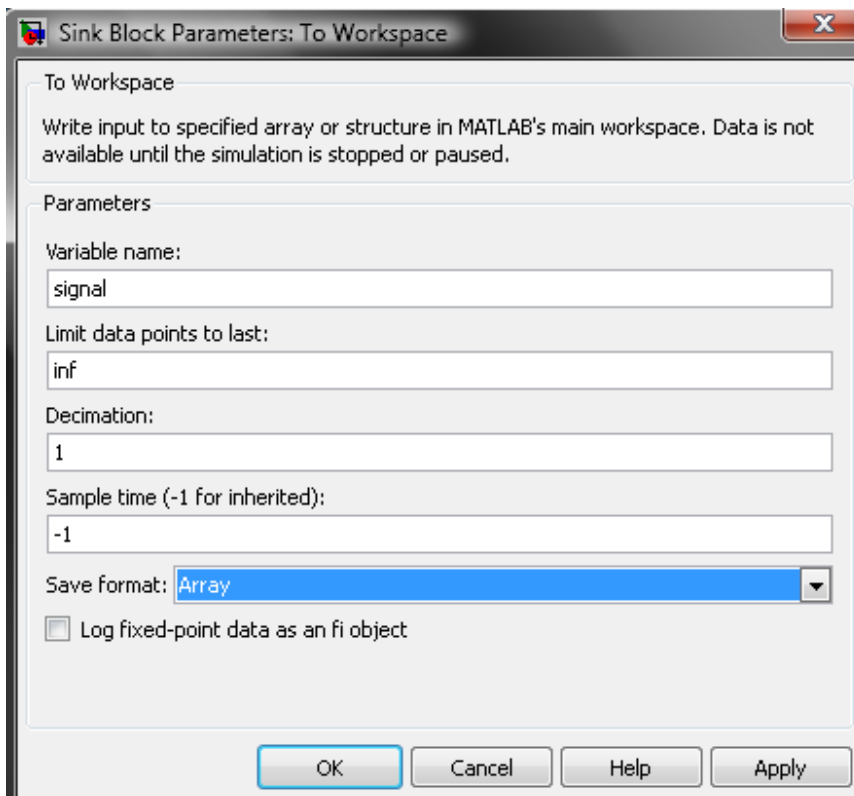 Sink Block Parameters: To Workspace
To Workspace
Write input to specified array or structure in MATLAB's main workspace. Data is not
available until the simulation is stopped or paused.
Parameters
Variable name:
signal
Limit data points to last:
inf
Decimation:
1
Sample time (-1 for inherited):
-1
Save format: Array
Log fixed-point data as an fi object
OK Cancel Help Apply